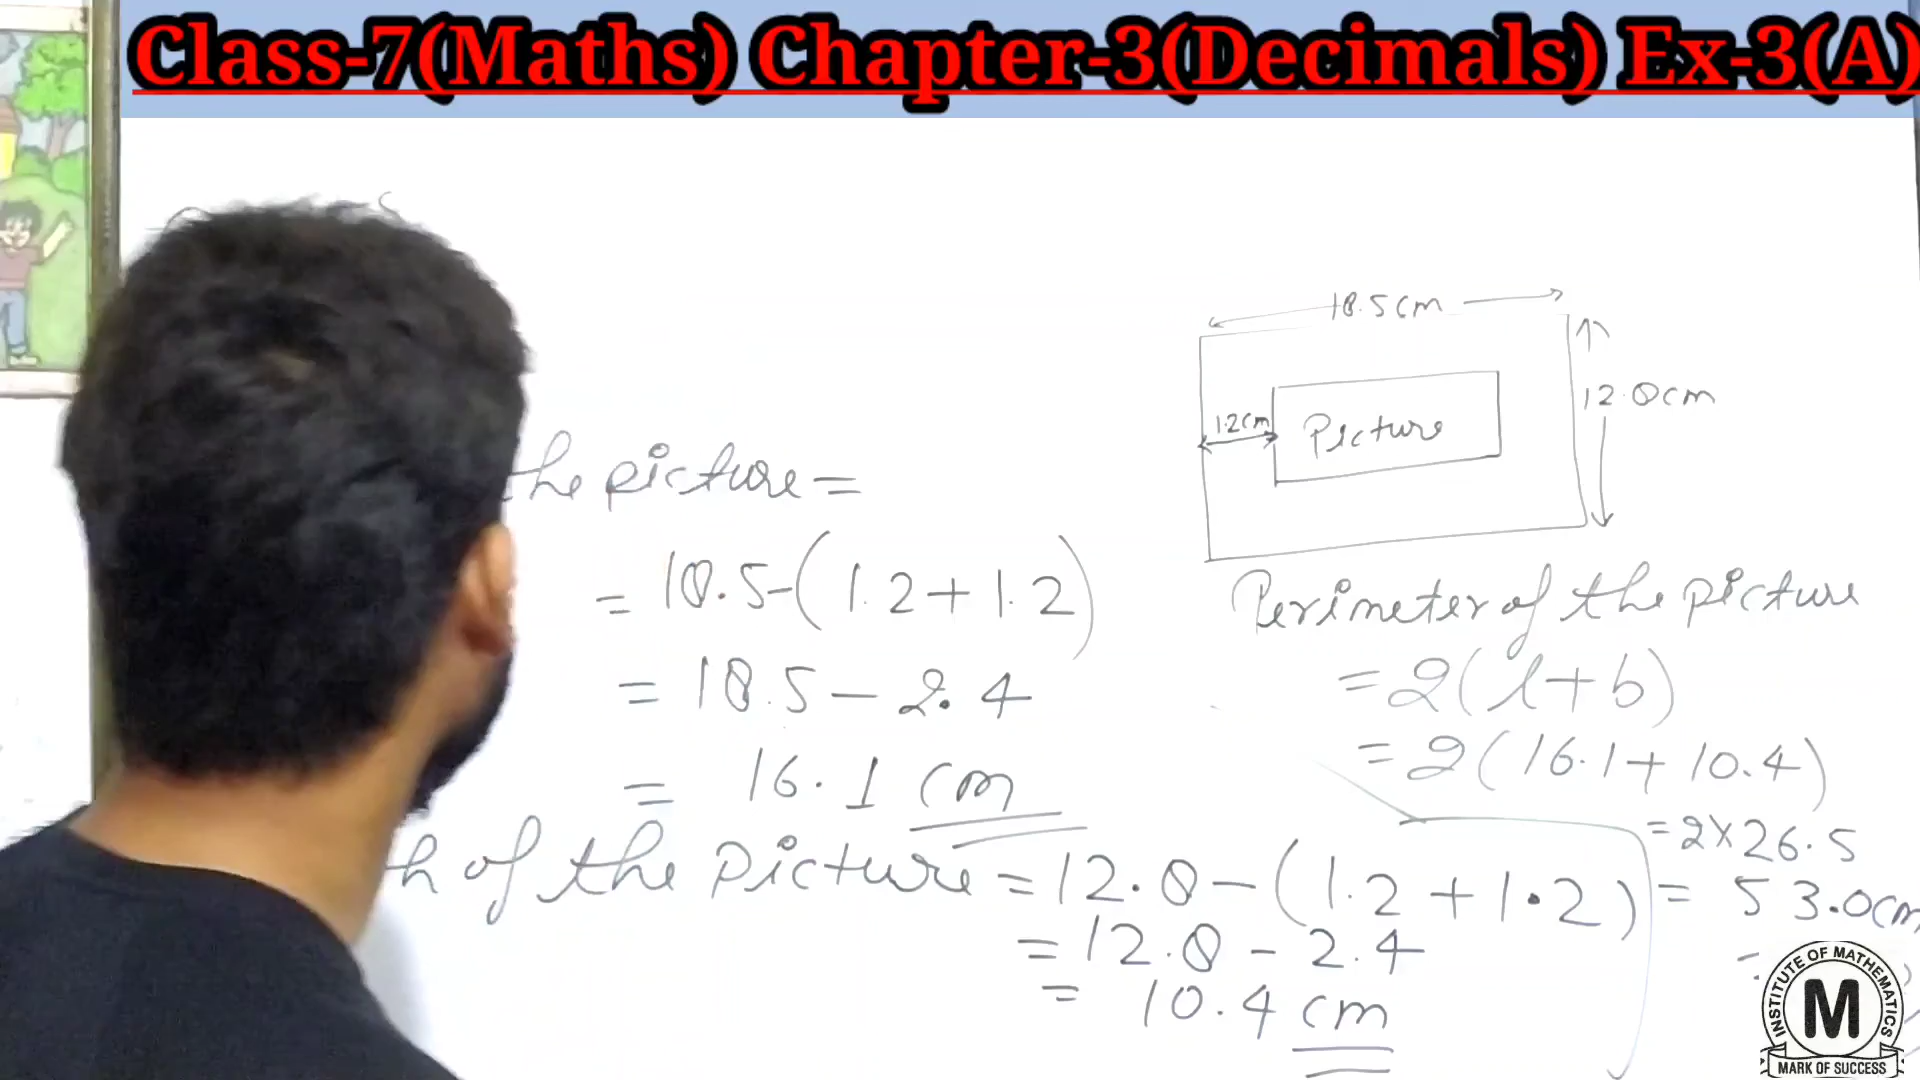 Class-7(Maths) Chapter-3(Decimals) Ex-3(A)
18.5cm
12.8cm
1.2cm
Picture
the picture =
= 18.5-(1.2+1.2)
= 18.5-2.4
= 16.1 cm
h of the picture = 12.8-(1.2+1.2)
= 12.8-2.4
= 10.4 cm
Perimeter of the picture
=2(l+b)
=2(16.1+10.4)
=2×26.5
= 53.0cm
INSTITUTE OF MATHEMATICS
M
MARK OF SUCCESS